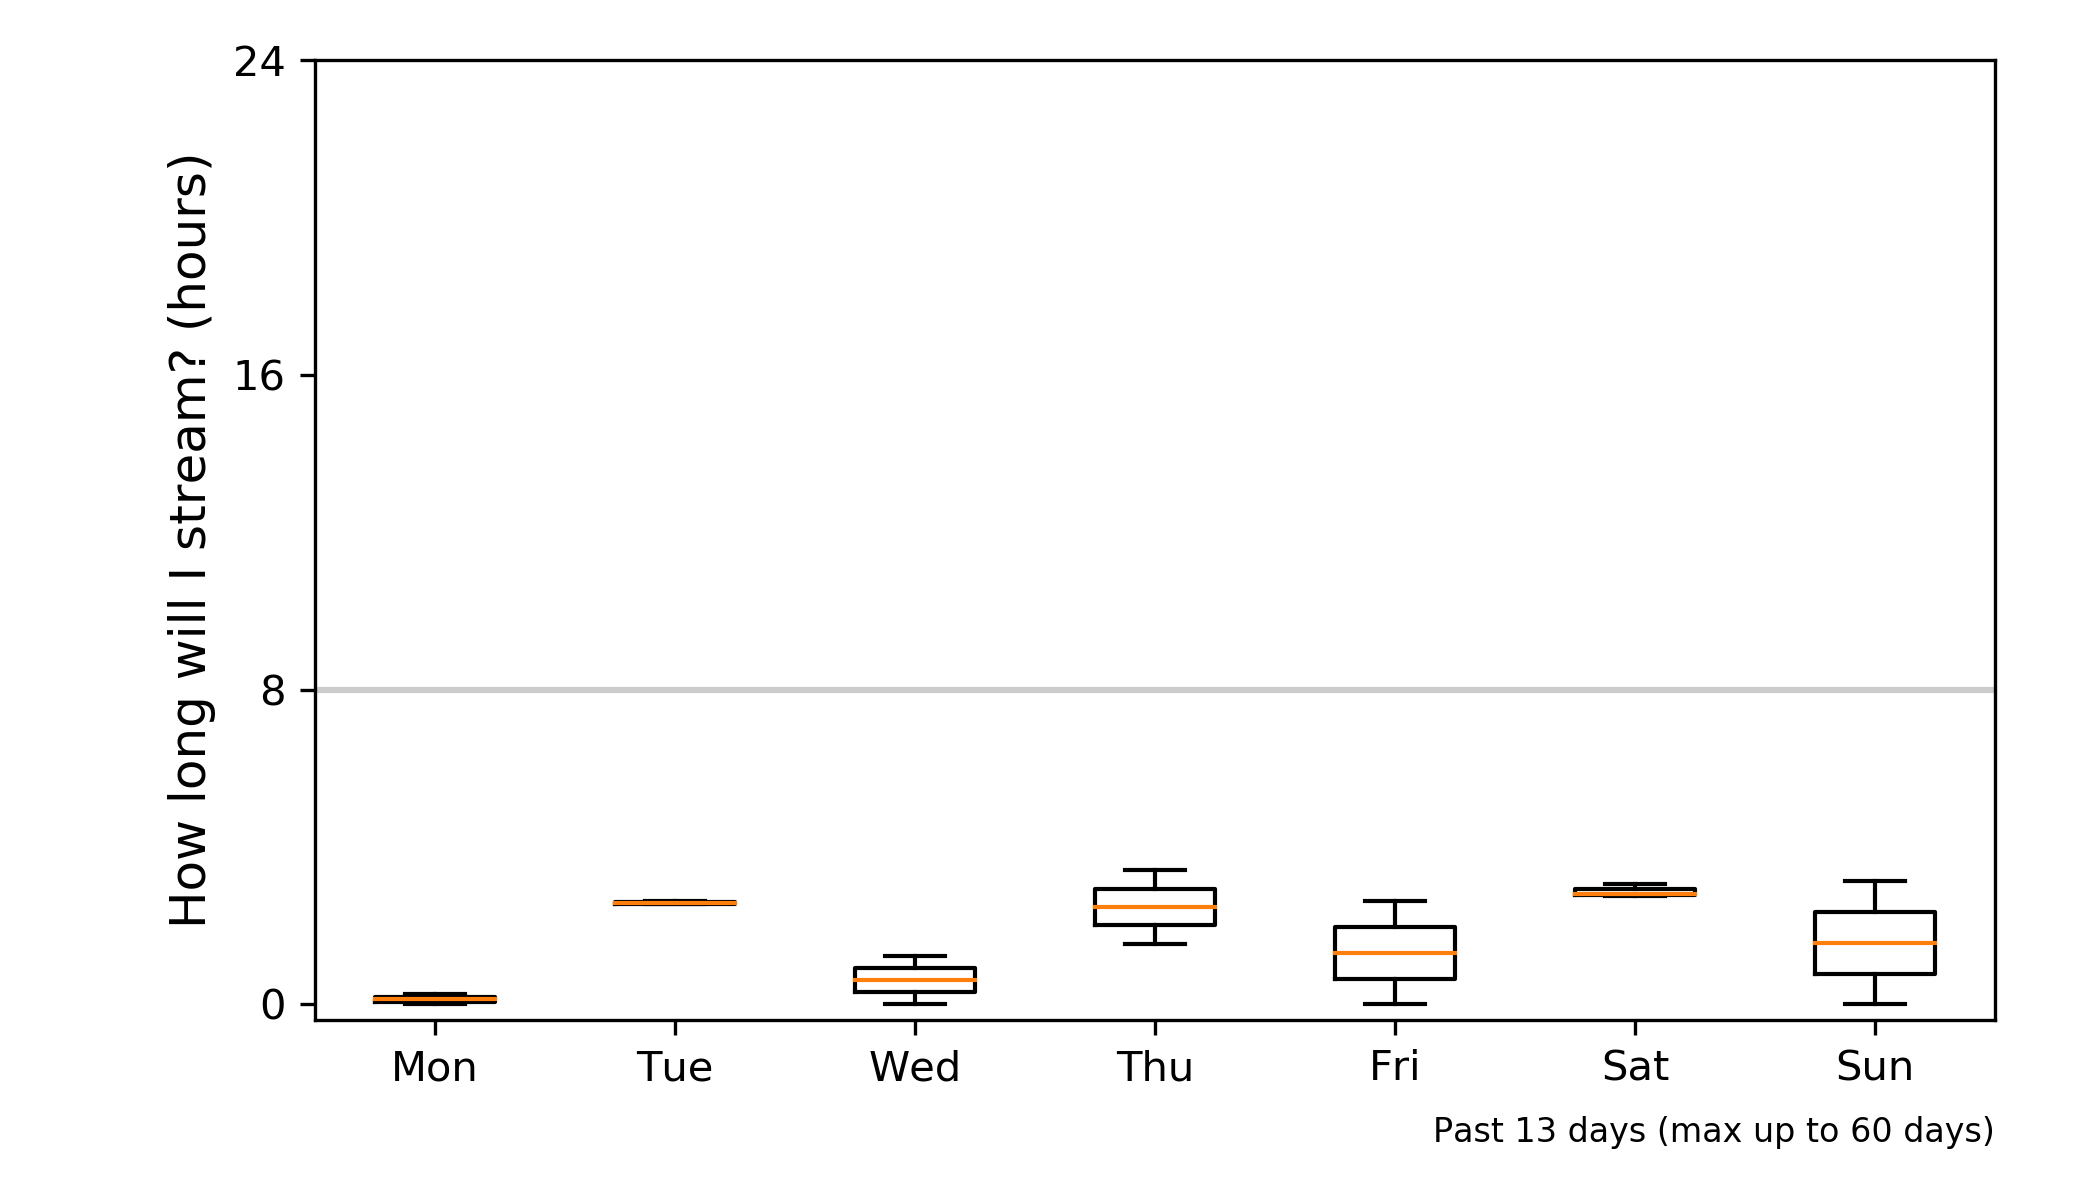 How long will I stream? (hours)
24
16
8
0
Mon Tue Wed Thu Fri Sat Sun
Past 13 days (max up to 60 days)